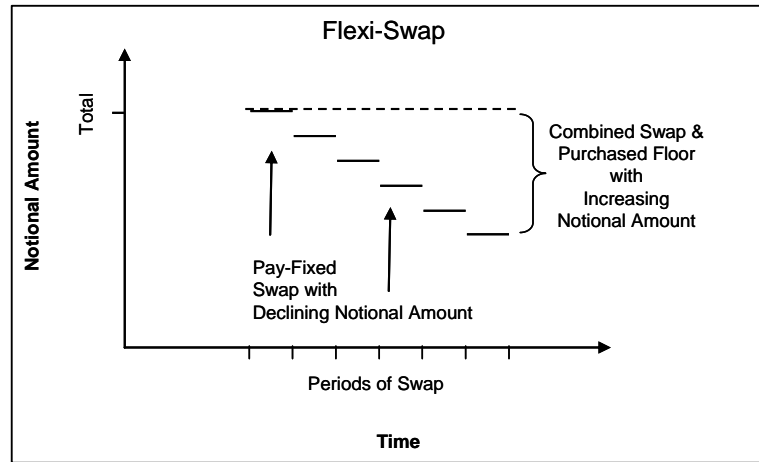 Flexi-Swap
Total
Notional Amount
Combined Swap &
Purchased Floor
with
Increasing
Notional Amount
Pay-Fixed
Swap with
Declining Notional Amount
Periods of Swap
Time